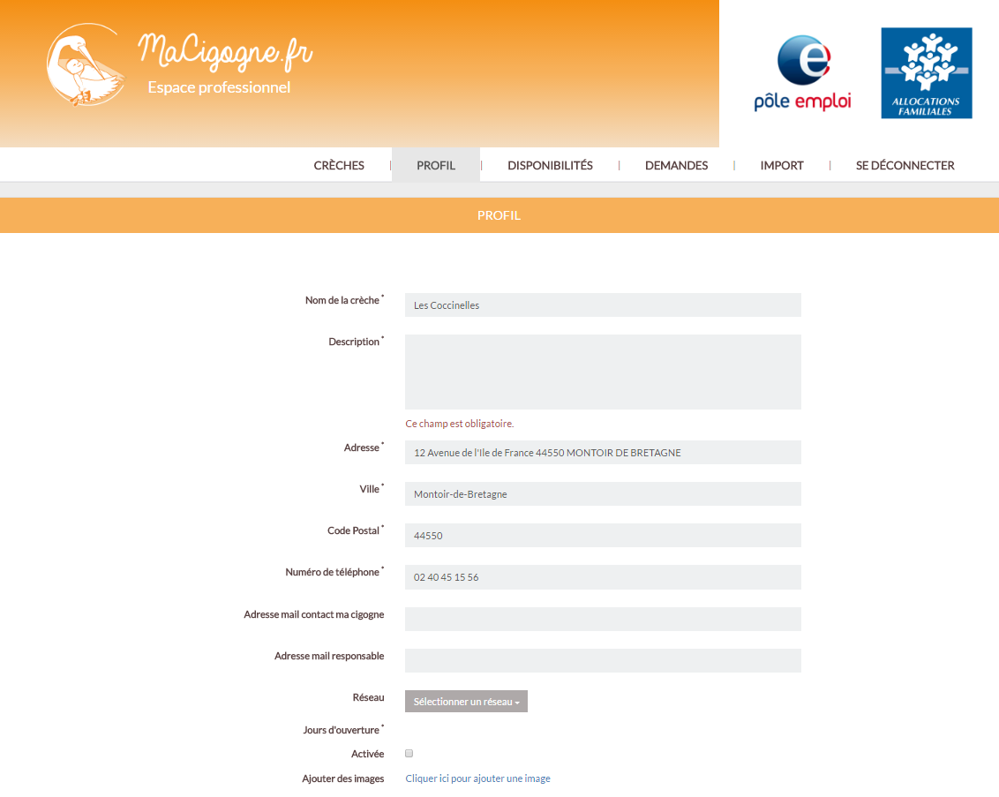 MaCigogne.fr
Espace professionnel
pôle emploi
ALLOCATIONS
FAMILIALES
CRÈCHES | PROFIL | DISPONIBILITÉS | DEMANDES | IMPORT | SE DÉCONNECTER
PROFIL
Nom de la crèche * Les Coccinelles
Description *
Ce champ est obligatoire.
Adresse * 12 Avenue de l'Ile de France 44550 MONTOIR DE BRETAGNE
Ville * Montoir-de-Bretagne
Code Postal * 44550
Numéro de téléphone * 02 40 45 15 56
Adresse mail contact ma cigogne
Adresse mail responsable
Réseau Sélectionner un réseau
Jours d'ouverture *
Activée
Ajouter des images Cliquer ici pour ajouter une image